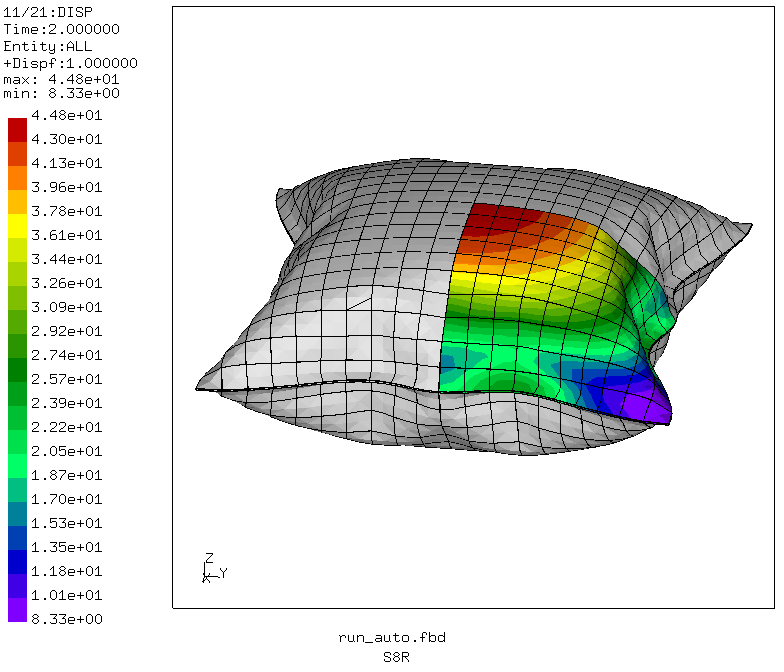 11/21:DISP
Time:2.000000
Entity:ALL
+Dispf:1.000000
max: 4.48e+01
min: 8.33e+00
4.48e+01
4.30e+01
4.13e+01
3.96e+01
3.78e+01
3.61e+01
3.44e+01
3.26e+01
3.09e+01
2.92e+01
2.74e+01
2.57e+01
2.39e+01
2.22e+01
2.05e+01
1.87e+01
1.70e+01
1.53e+01
1.35e+01
1.18e+01
1.01e+01
8.33e+00
Z
X Y
run_auto.fbd
S8R